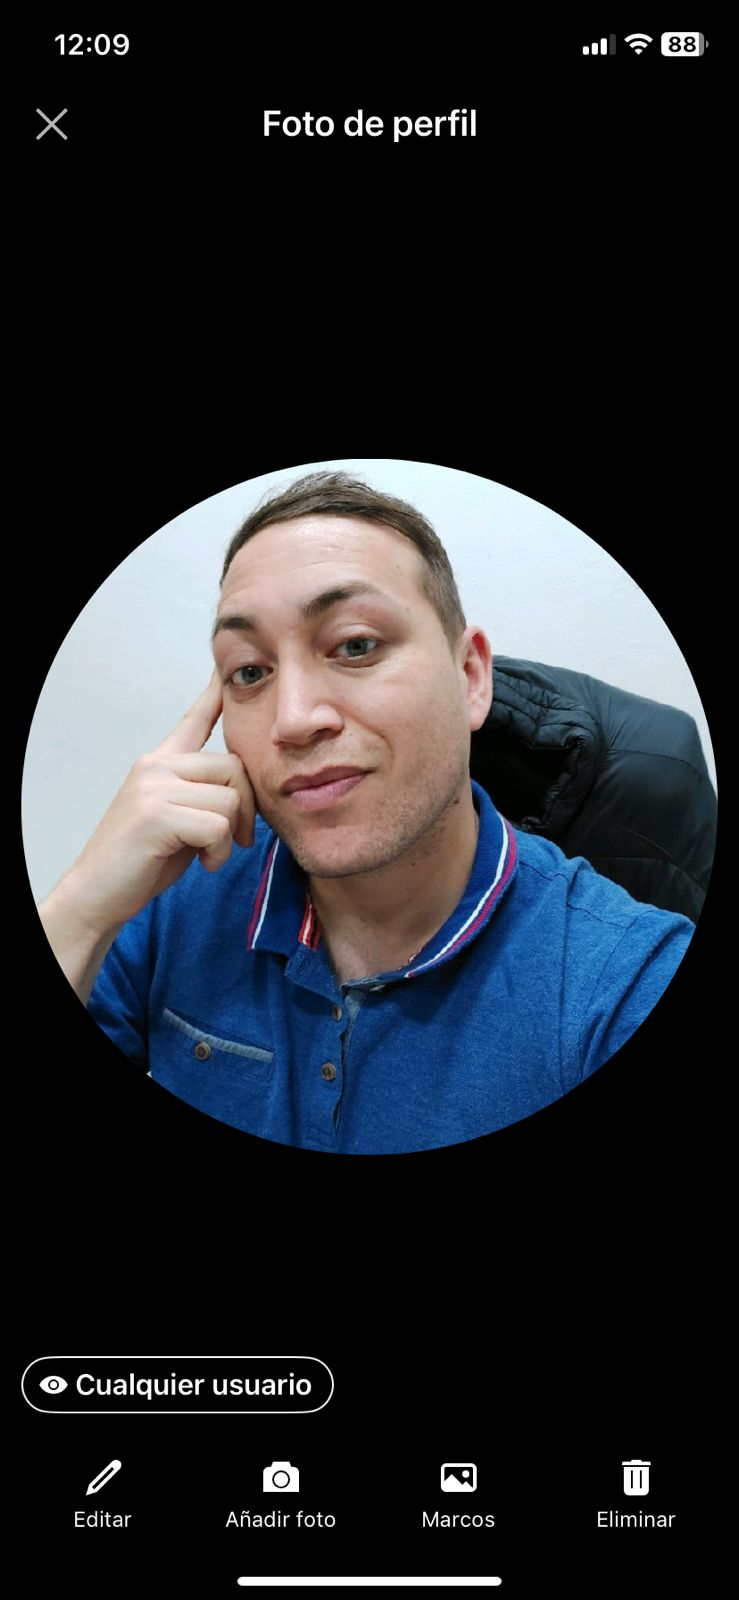 12:09
88
Foto de perfil
Cualquier usuario
Editar
Añadir foto
Marcos
Eliminar